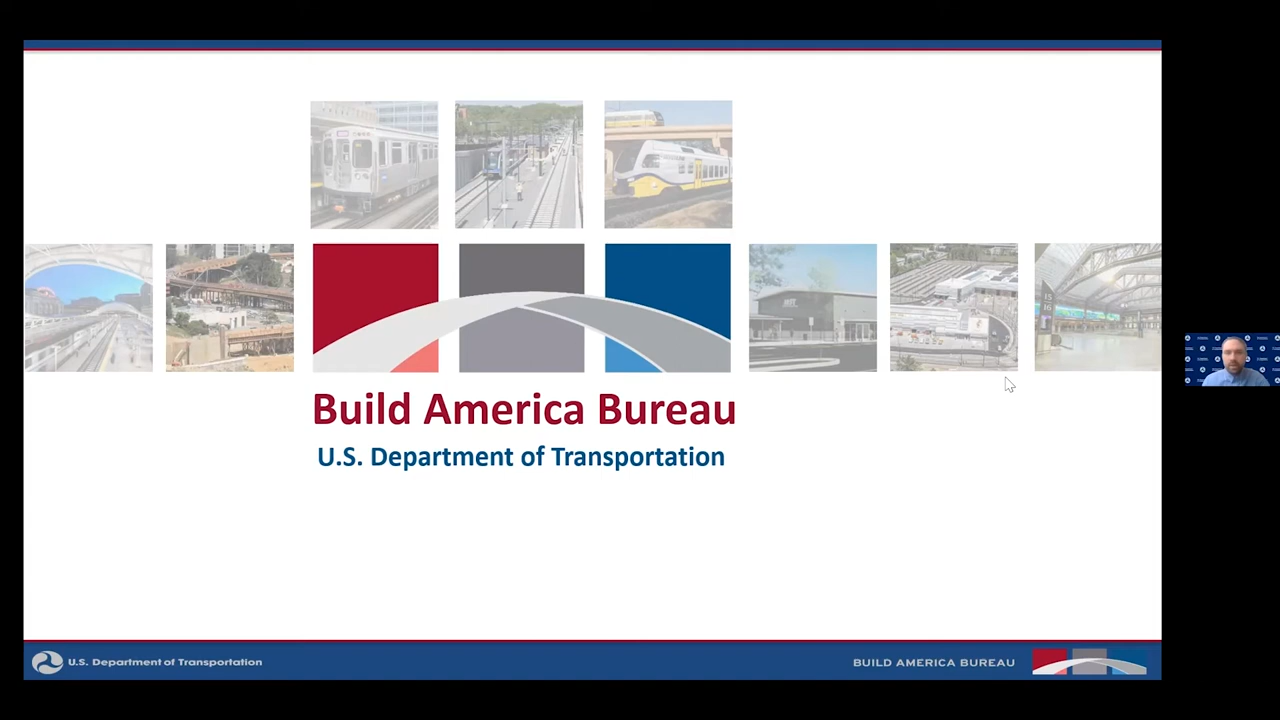 Build America Bureau
U.S. Department of Transportation
U.S. Department of Transportation
BUILD AMERICA BUREAU